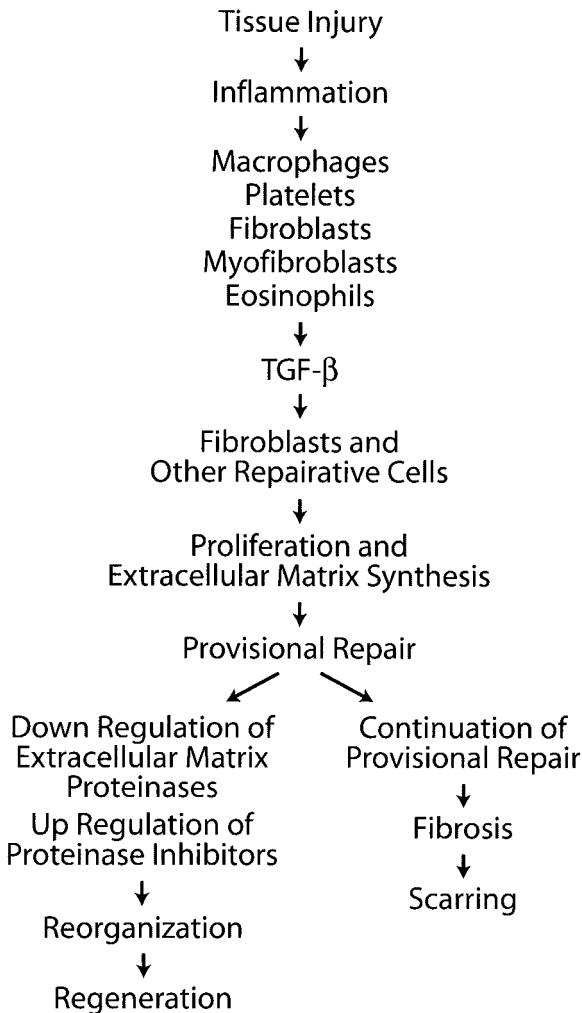 Tissue Injury
Inflammation
Macrophages
Platelets
Fibroblasts
Myofibroblasts
Eosinophils
TGF-β
Fibroblasts and
Other Repairative Cells
Proliferation and
Extracellular Matrix Synthesis
Provisional Repair
Down Regulation of
Extracellular Matrix
Proteinases
Up Regulation of
Proteinase Inhibitors
Reorganization
Regeneration
Continuation of
Provisional Repair
Fibrosis
Scarring